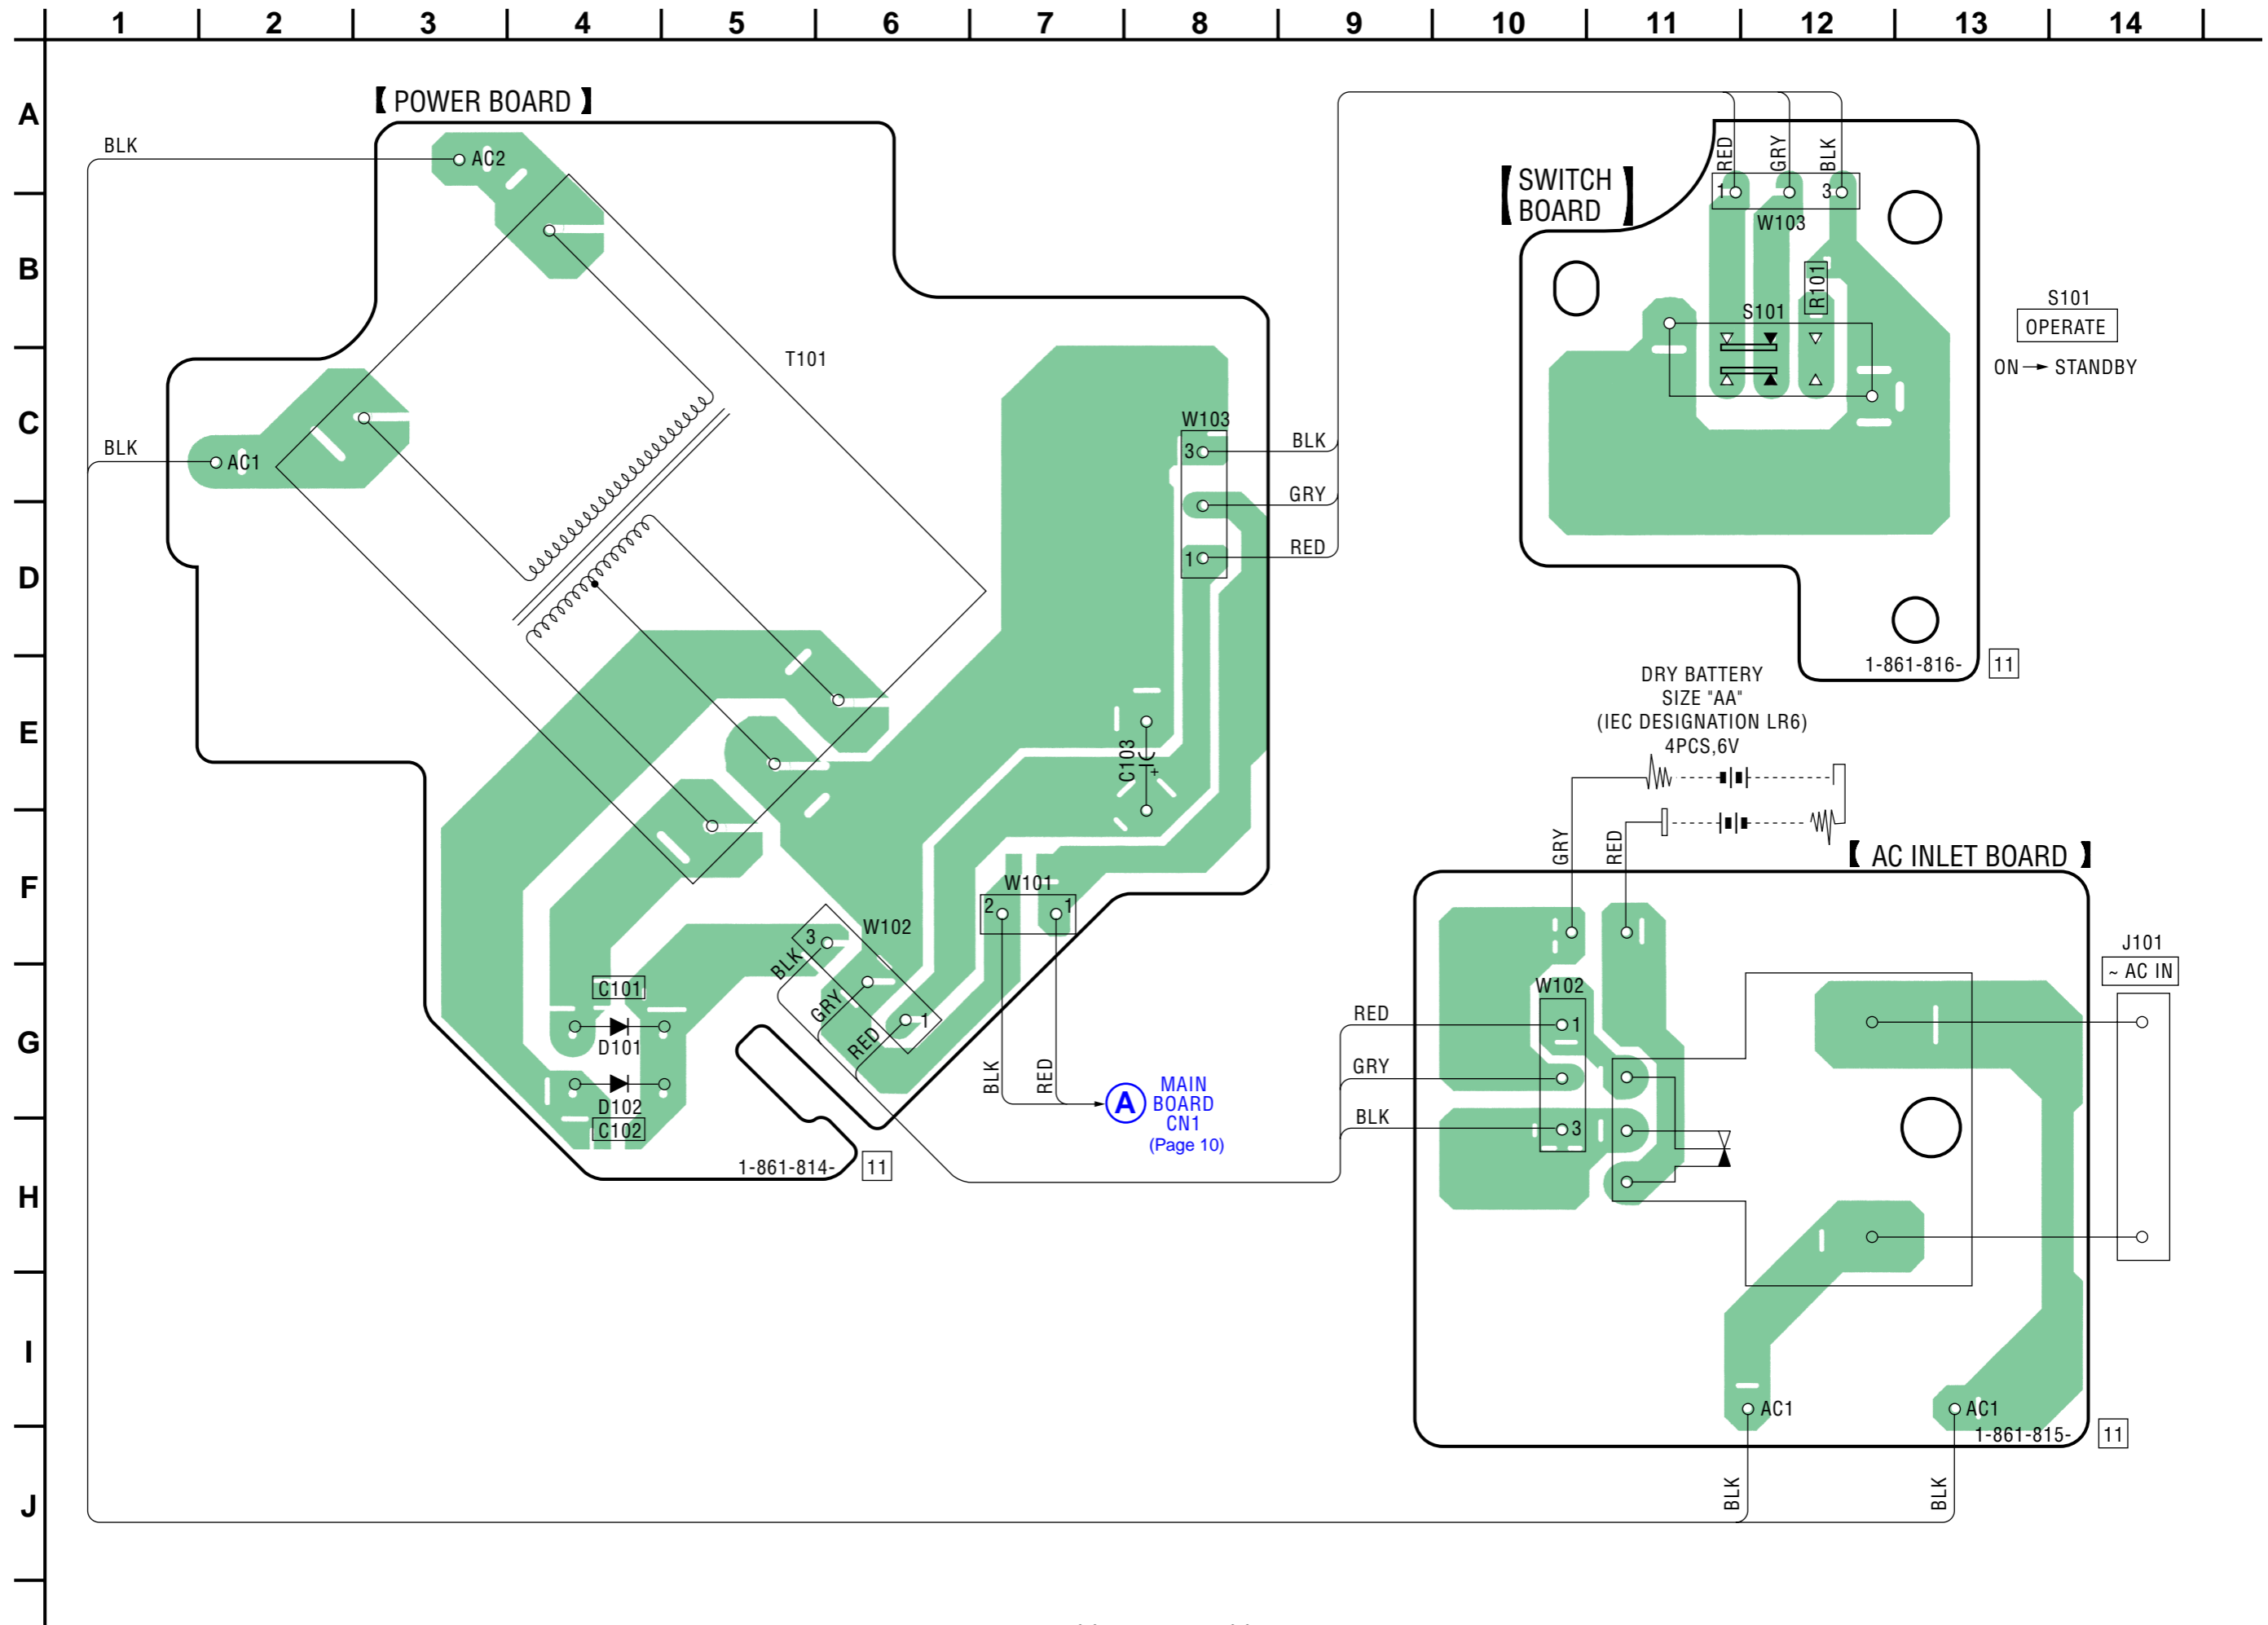 1 2 3 4 5 6 7 8 9 10 11 12 13 14
A
B
C
D
E
F
G
H
I
J
【 POWER BOARD 】
BLK
AC2
BLK
AC1
T101
W103
3
1
BLK
GRY
RED
C103
+
W101
2
1
W102
3
1
BLK
GRY
RED
C101
D101
D102
C102
1-861-814-
11
BLK
RED
A
MAIN
BOARD
CN1
(Page 10)
【 SWITCH
BOARD 】
RED
GRY
BLK
1
3
W103
R101
S101
1-861-816-
11
S101
OPERATE
ON → STANDBY
DRY BATTERY
SIZE "AA"
(IEC DESIGNATION LR6)
4PCS,6V
GRY
RED
【 AC INLET BOARD 】
W102
1
3
RED
GRY
BLK
J101
~ AC IN
AC1
AC1
1-861-815-
11
BLK
BLK